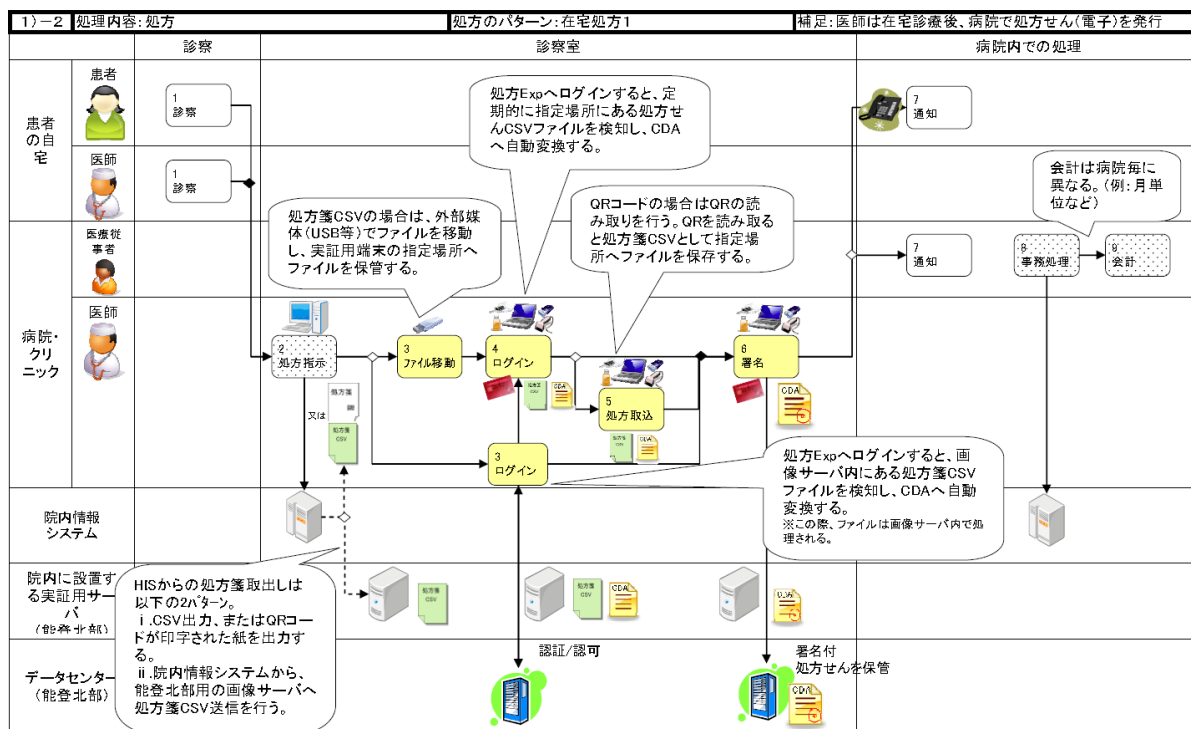 1)－2 処理内容：処方
処方のパターン：在宅処方1
補足：医師は在宅診療後、病院で処方せん(電子)を発行
診察
診察室
病院内での処理
患者
の自
宅
患者
1
診察
処方Expへログインすると、定
期的に指定場所にある処方せ
んCSVファイルを検知し、CDA
へ自動変換する。
7
通知
医師
1
診察
処方箋CSVの場合は、外部媒
体(USB等)でファイルを移動
し、実証用端末の指定場所へ
ファイルを保管する。
QRコードの場合はQRの読
み取りを行う。QRを読み取る
と処方箋CSVとして指定場
所へファイルを保存する。
会計は病院毎に
異なる。(例：月単
位など)
病院・
クリ
ニック
医療従
事者
7
通知
8
事務処理
9
会計
医師
2
処方指示
3
ファイル移動
4
ログイン
処方箋
CSV
CDA
5
処方取込
処方箋
CSV
CDA
6
署名
CDA
又は
処方箋
処方箋
CSV
3
ログイン
処方Expへログインすると、画
像サーバ内にある処方箋CSV
ファイルを検知し、CDAへ自動
変換する。
※この際、ファイルは画像サーバ内で処
理される。
院内情報
システム
HISからの処方箋取出しは
以下の2パターン。
ⅰ.CSV出力、またはQRコー
ドが印字された紙を出力す
る。
ⅱ.院内情報システムから、
能登北部用の画像サーバへ
処方箋CSV送信を行う。
院内に設置す
る実証用サー
バ
(能登北部)
処方箋
CSV
処方箋
CSV
CDA
CDA
データセンター
(能登北部)
認証/認可
署名付
処方せんを保管
CDA